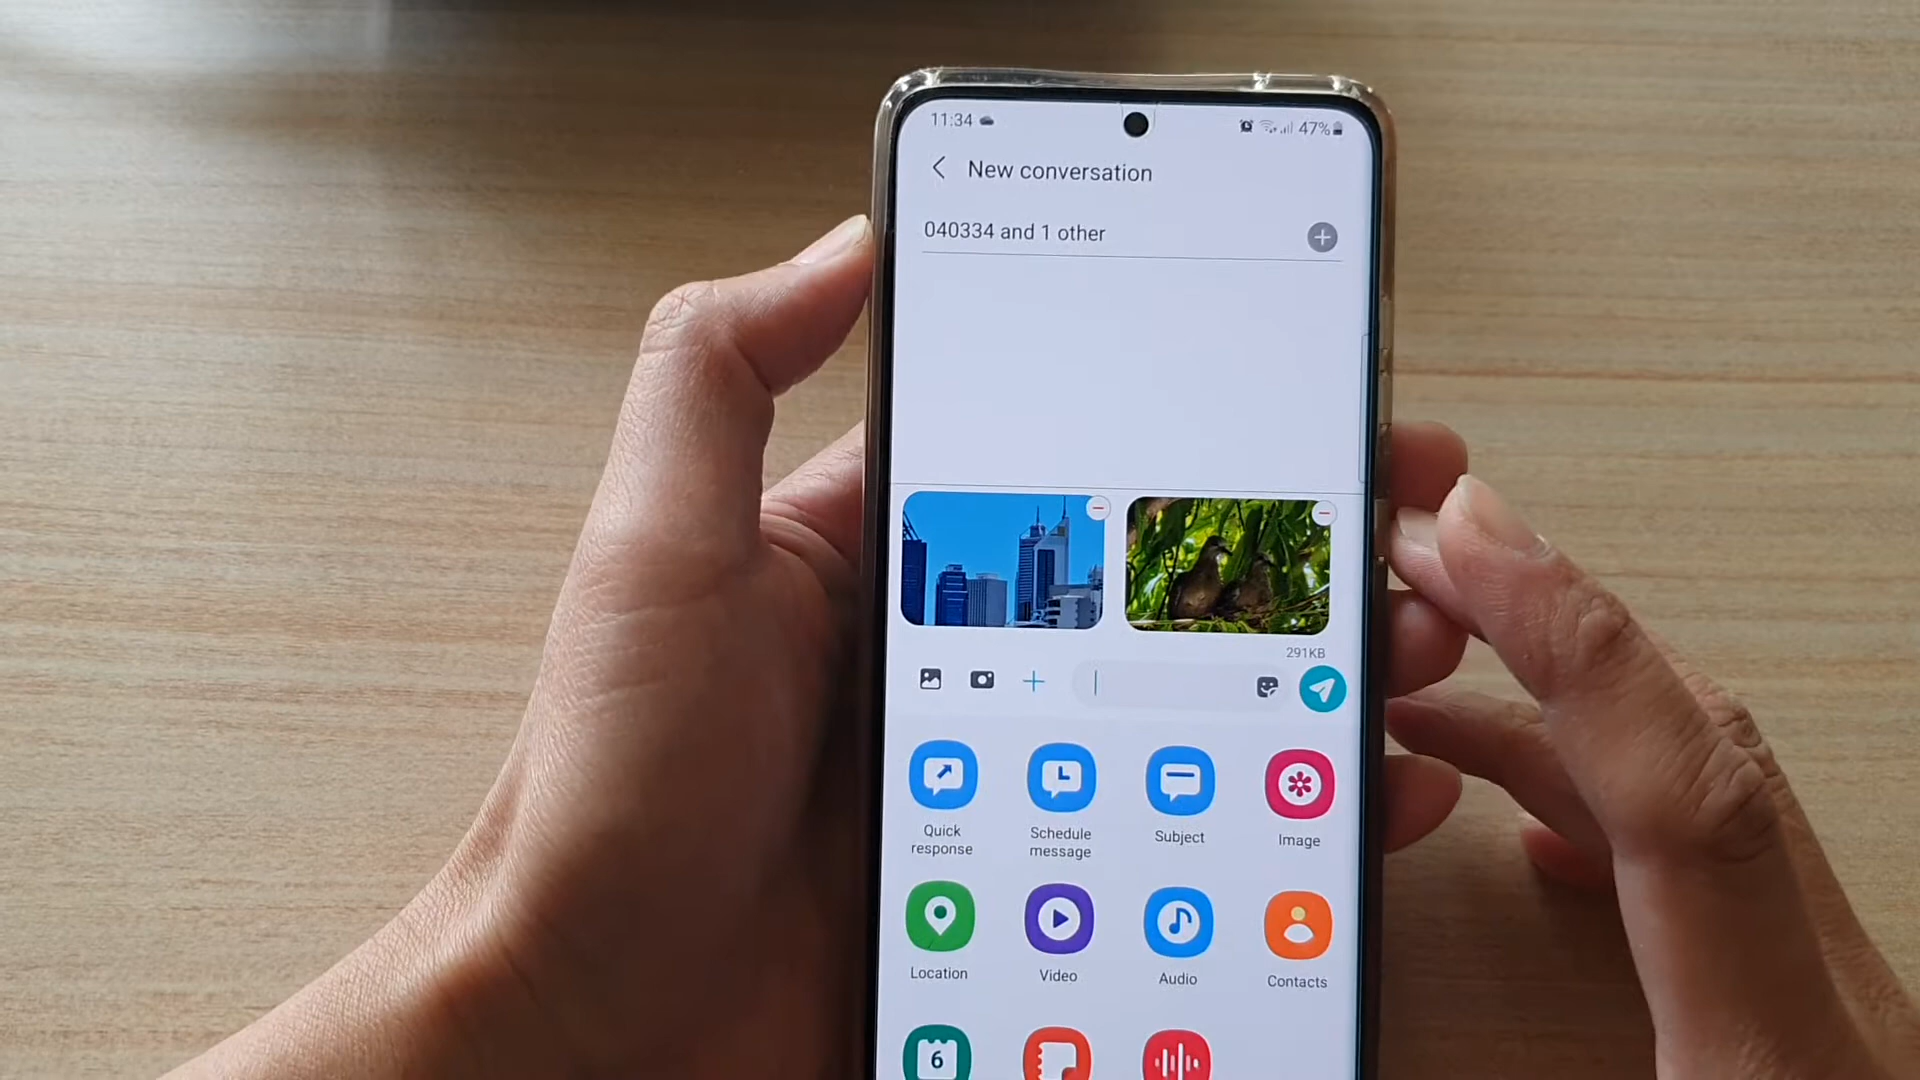 11:34
47%
New conversation
040334 and 1 other
291KB
Quick
response
Schedule
message
Subject
Image
Location
Video
Audio
Contacts
6